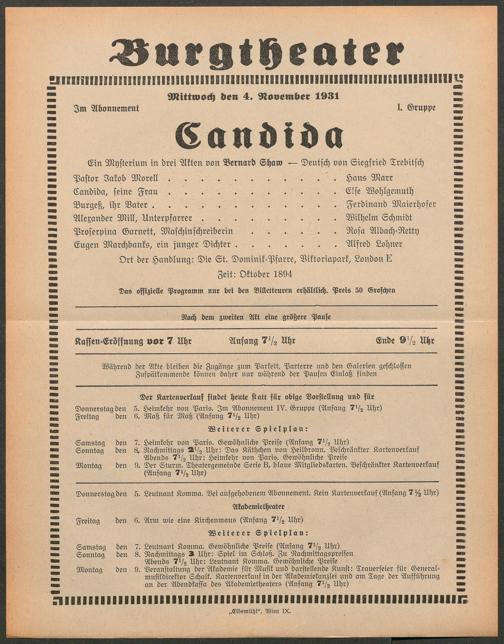 Burgtheater
Mittwoch den 4. November 1931
Im Abonnement
I. Gruppe
Candida
Ein Mysterium in drei Akten von Bernard Shaw — Deutsch von Siegfried Trebitsch
Pastor Jakob Morell . . . . . . . . . . . . Hans Marr
Candida, seine Frau . . . . . . . . . . . . Else Wohlgemuth
Burgeß, ihr Vater . . . . . . . . . . . . Ferdinand Maierhofer
Alexander Mill, Unterpfarrer . . . . . . . . . . Wilhelm Schmidt
Proserpina Garnett, Maschinschreiberin . . . . . . . Rosa Albach-Retty
Eugen Marchbanks, ein junger Dichter . . . . . . . Alfred Lohner
Ort der Handlung: Die St. Dominik-Pfarre, Viktoriapark, London E
Zeit: Oktober 1894
Das offizielle Programm nur bei den Billetteuren erhältlich. Preis 50 Groschen
Nach dem zweiten Akt eine größere Pause
Kassen-Eröffnung vor 7 Uhr
Anfang 7½ Uhr
Ende 9½ Uhr
Während der Akte bleiben die Zugänge zum Parkett, Parterre und den Galerien geschlossen
Zuspätkommende können daher nur während der Pausen Einlaß finden
Der Kartenverkauf findet heute statt für obige Vorstellung und für
Donnerstag den 5. Heimkehr von Paris. Im Abonnement IV. Gruppe (Anfang 7½ Uhr)
Freitag den 6. Maß für Maß (Anfang 7½ Uhr)
Weiterer Spielplan:
Samstag den 7. Heimkehr von Paris. Gewöhnliche Preise (Anfang 7½ Uhr)
Sonntag den 8. Nachmittags 2½ Uhr: Das Käthchen von Heilbronn. Beschränkter Kartenverkauf
Abends 7½ Uhr: Heimkehr von Paris. Gewöhnliche Preise
Montag den 9. Der Sturm. Theatergemeinde Serie B, blaue Mitgliedskarten. Beschränkter Kartenverkauf
(Anfang 7½ Uhr)
Donnerstag den 5. Leutnant Komma. Bei aufgehobenem Abonnement. Kein Kartenverkauf (Anfang 7½ Uhr)
Akademietheater
Freitag den 6. Arm wie eine Kirchenmaus (Anfang 7½ Uhr)
Weiterer Spielplan:
Samstag den 7. Leutnant Komma. Gewöhnliche Preise (Anfang 7½ Uhr)
Sonntag den 8. Nachmittags 3 Uhr: Spiel im Schloß. Zu Nachmittagspreisen
Abends 7½ Uhr: Leutnant Komma. Gewöhnliche Preise
Montag den 9. Veranstaltung der Akademie für Musik und darstellende Kunst: Trauerfeier für General-
musikdirektor Schalk. Kartenverkauf in der Akademiekanzlei und am Tage der Aufführung
an der Abendkassa des Akademietheaters (Anfang 7½ Uhr)
„Elbemühl", Wien IX.